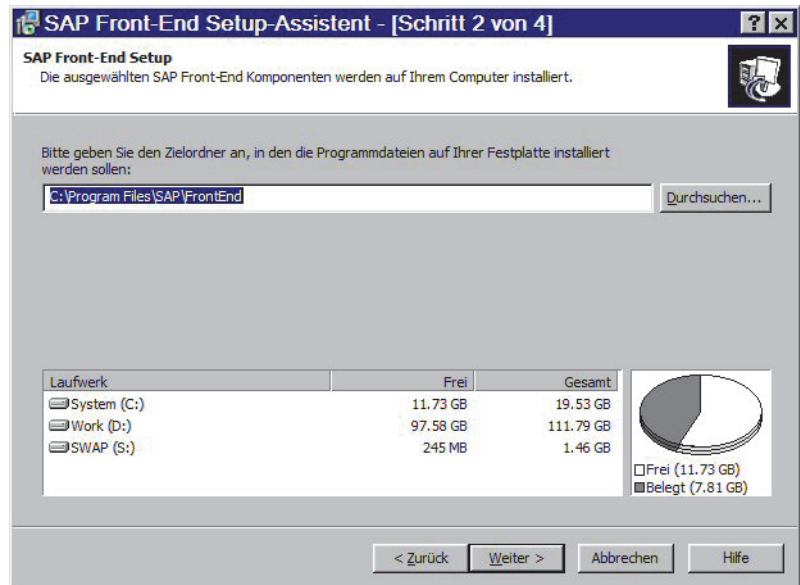 SAP Front-End Setup-Assistent - [Schritt 2 von 4]
SAP Front-End Setup
Die ausgewählten SAP Front-End Komponenten werden auf Ihrem Computer installiert.
Bitte geben Sie den Zielordner an, in den die Programmdateien auf Ihrer Festplatte installiert
werden sollen:
C:\Program Files\SAP\FrontEnd
Durchsuchen...
Laufwerk Frei Gesamt
System (C:) 11.73 GB 19.53 GB
Work (D:) 97.58 GB 111.79 GB
SWAP (S:) 245 MB 1.46 GB
Frei (11.73 GB)
Belegt (7.81 GB)
< Zurück Weiter > Abbrechen Hilfe